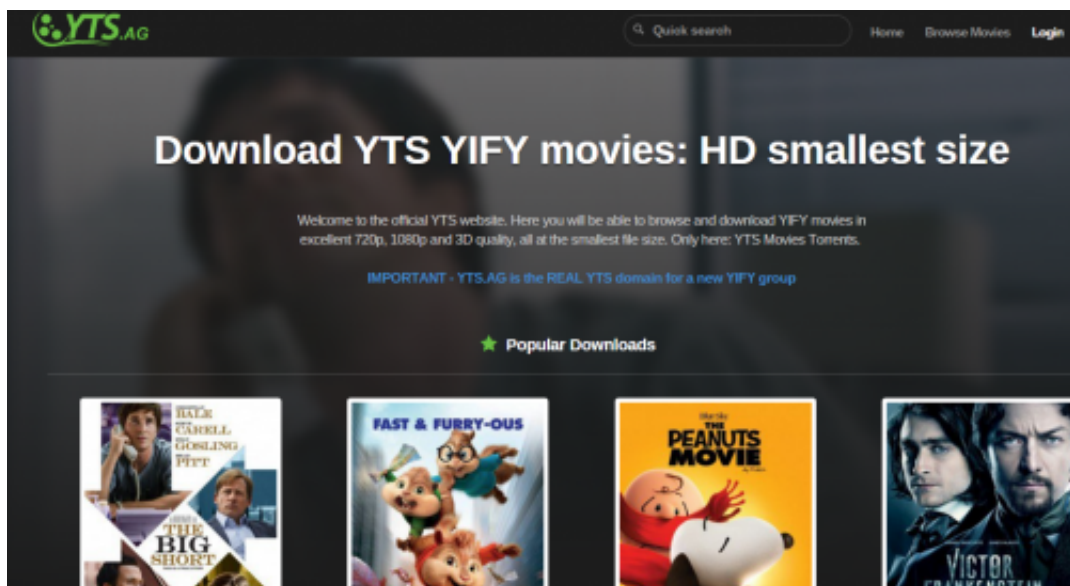 YTS.AG
Quick search
Home Browse Movies Login
Download YTS YIFY movies: HD smallest size
Welcome to the official YTS website. Here you will be able to browse and download YIFY movies in
excellent 720p, 1080p and 3D quality, all at the smallest file size. Only here: YTS Movies Torrents.
IMPORTANT - YTS.AG is the REAL YTS domain for a new YIFY group
Popular Downloads
BALE
CARELL
GOSLING
PITT
THE
BIG
SHORT
FAST & FURRY-OUS
THE
PEANUTS
MOVIE
VICTOR
FRANKENSTEIN